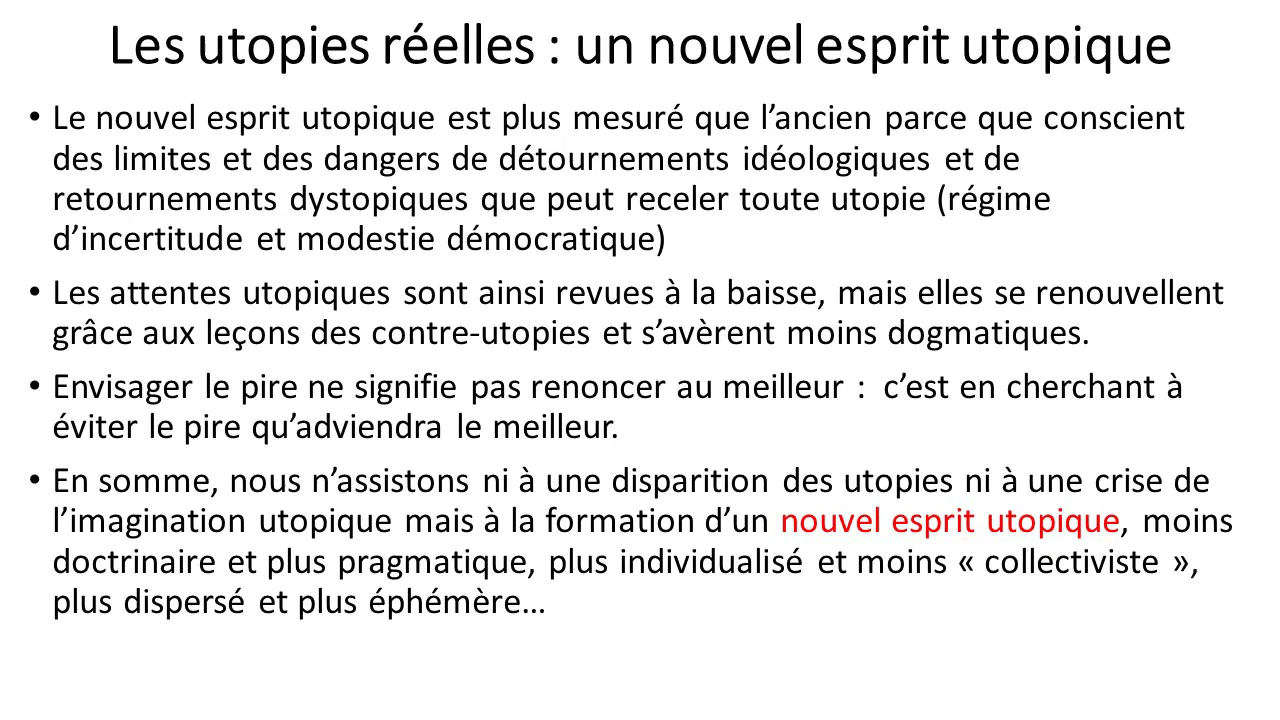 Les utopies réelles : un nouvel esprit utopique
• Le nouvel esprit utopique est plus mesuré que l’ancien parce que conscient
des limites et des dangers de détournements idéologiques et de
retournements dystopiques que peut receler toute utopie (régime
d’incertitude et modestie démocratique)
• Les attentes utopiques sont ainsi revues à la baisse, mais elles se renouvellent
grâce aux leçons des contre-utopies et s’avèrent moins dogmatiques.
• Envisager le pire ne signifie pas renoncer au meilleur : c’est en cherchant à
éviter le pire qu’adviendra le meilleur.
• En somme, nous n’assistons ni à une disparition des utopies ni à une crise de
l’imagination utopique mais à la formation d’un nouvel esprit utopique, moins
doctrinaire et plus pragmatique, plus individualisé et moins « collectiviste »,
plus dispersé et plus éphémère…